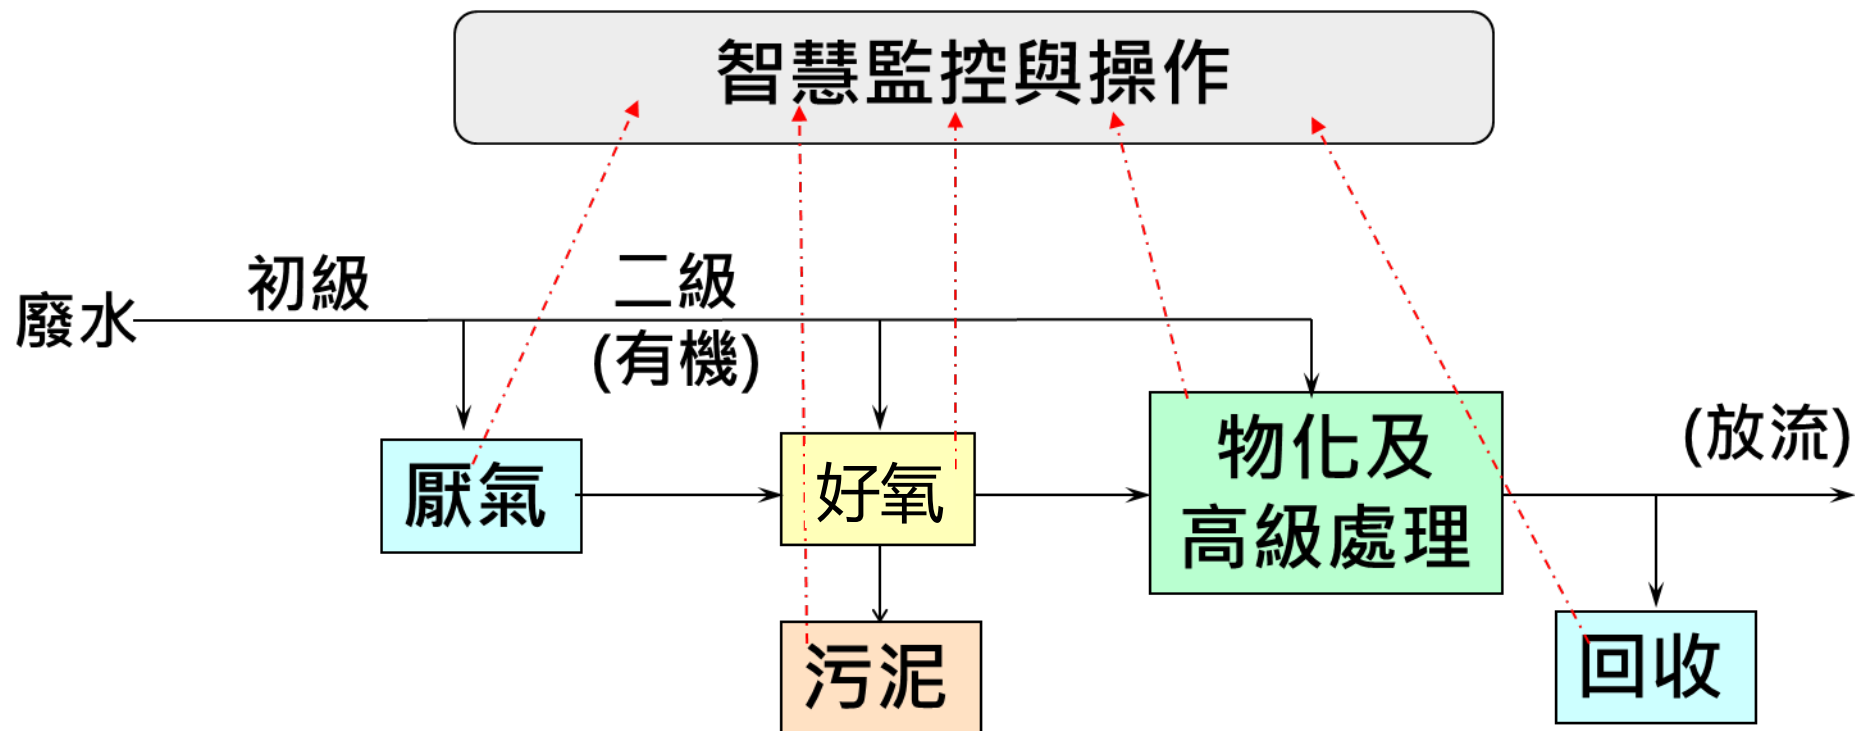 智慧監控與操作
廢水
初級
二級
(有機)
厭氣
好氧
物化及
高級處理
(放流)
污泥
回收